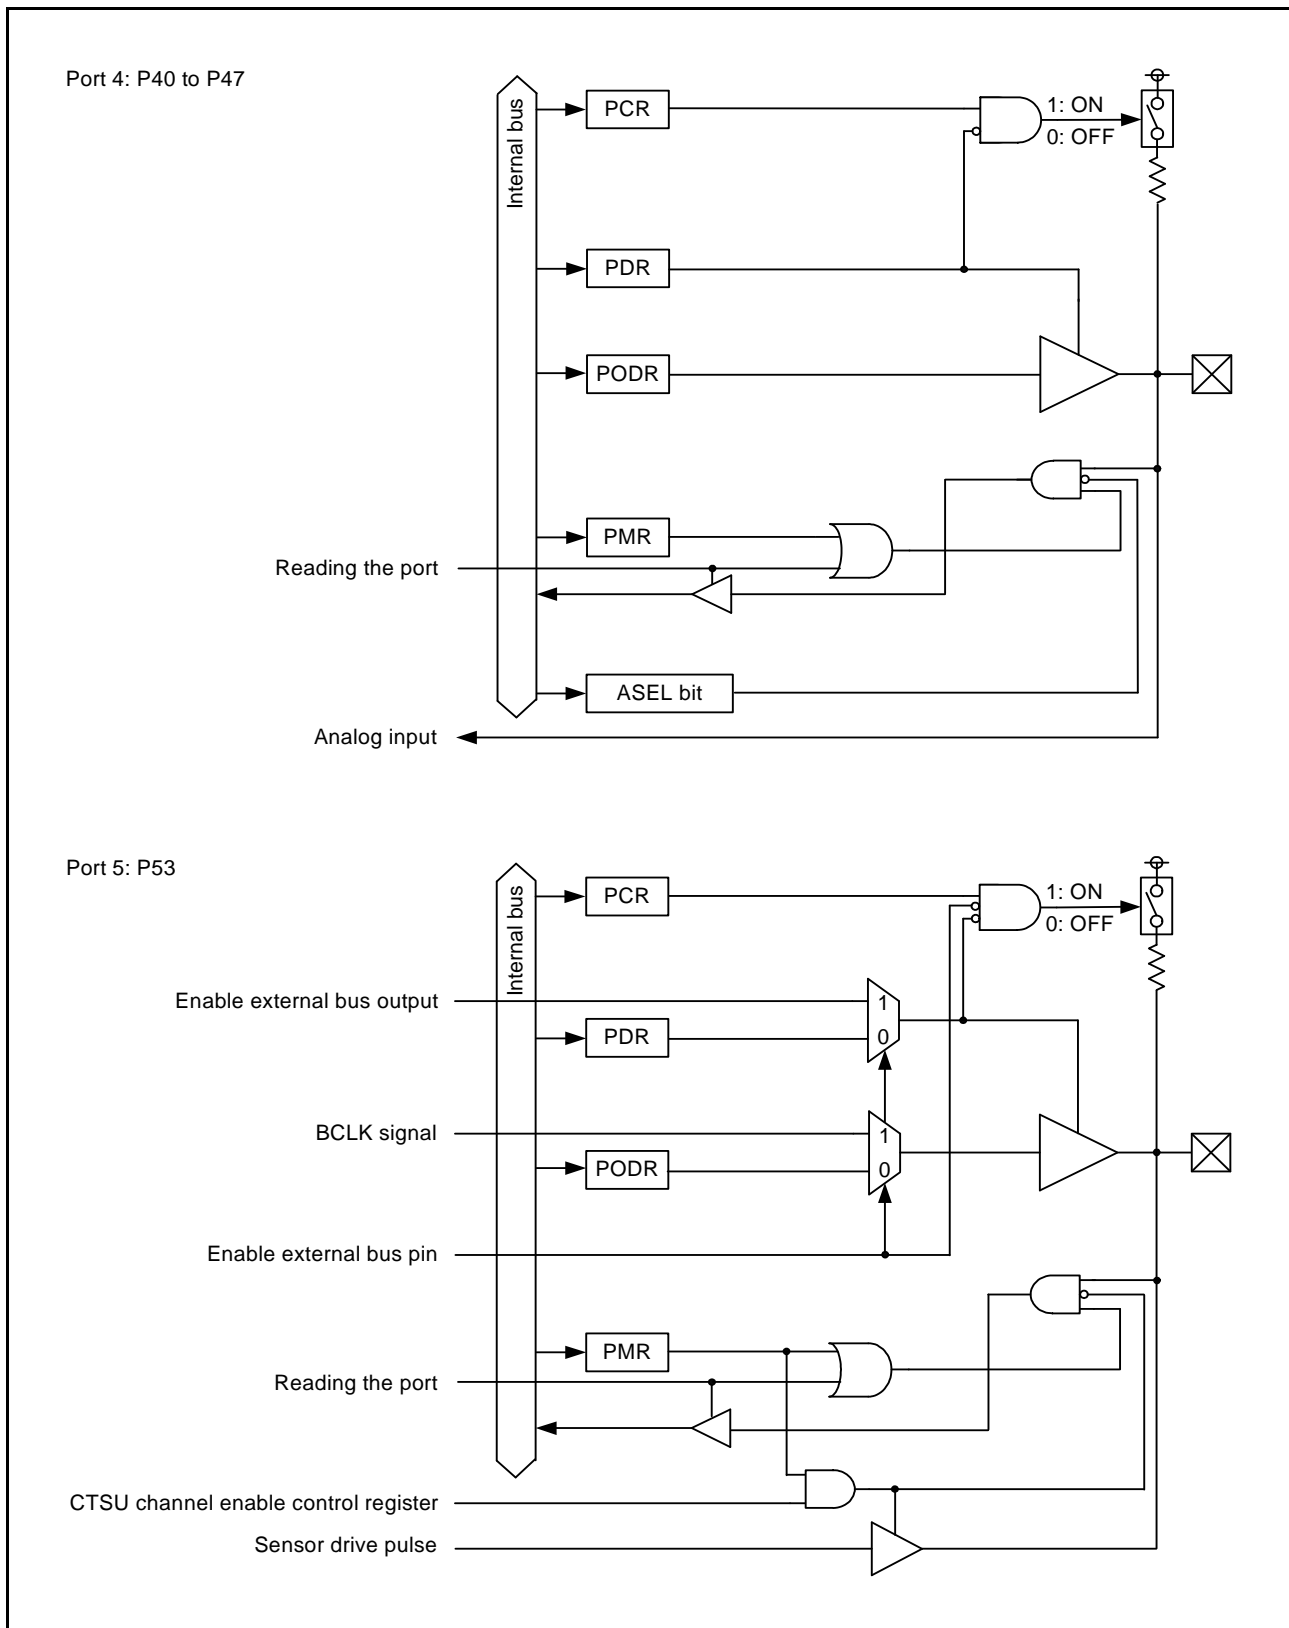 Port 4: P40 to P47
Internal bus
PCR
1: ON
0: OFF
PDR
PODR
PMR
Reading the port
ASEL bit
Analog input
Port 5: P53
Internal bus
PCR
1: ON
0: OFF
Enable external bus output
1
PDR
0
BCLK signal
1
PODR
0
Enable external bus pin
PMR
Reading the port
CTSU channel enable control register
Sensor drive pulse